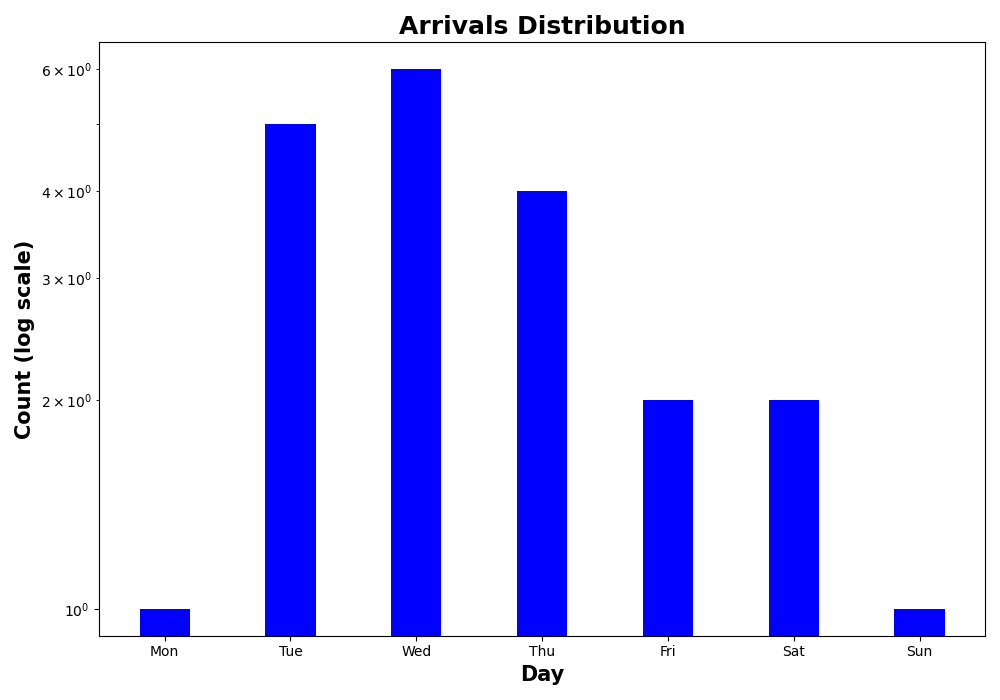 Arrivals Distribution
6 × 10⁰
4 × 10⁰
3 × 10⁰
2 × 10⁰
10⁰
Count (log scale)
Mon Tue Wed Thu Fri Sat Sun
Day